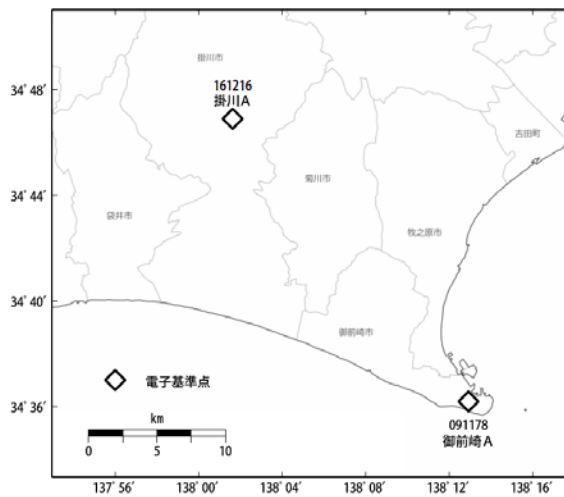 掛川市
34˚ 48'
161216
掛川A
吉田町
34˚ 44'
菊川市
袋井市
牧之原市
34˚ 40'
御前崎市
電子基準点
34˚ 36'
km
0 5 10
091178
御前崎A
137˚ 56' 138˚ 00' 138˚ 04' 138˚ 08' 138˚ 12' 138˚ 16'